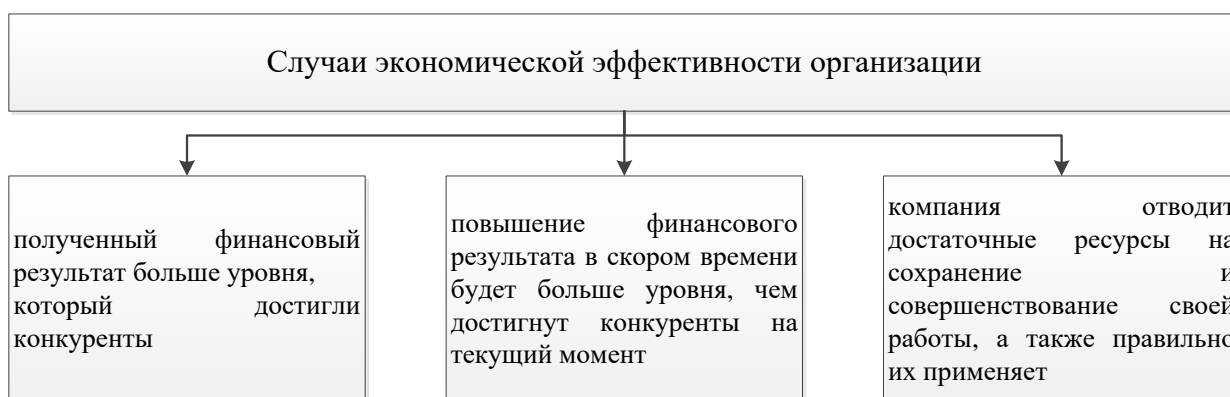 Случаи экономической эффективности организации
полученный финансовый
результат больше уровня,
который достигли
конкуренты
повышение финансового
результата в скором времени
будет больше уровня, чем
достигнут конкуренты на
текущий момент
компания отводит
достаточные ресурсы на
сохранение и
совершенствование своей
работы, а также правильно
их применяет